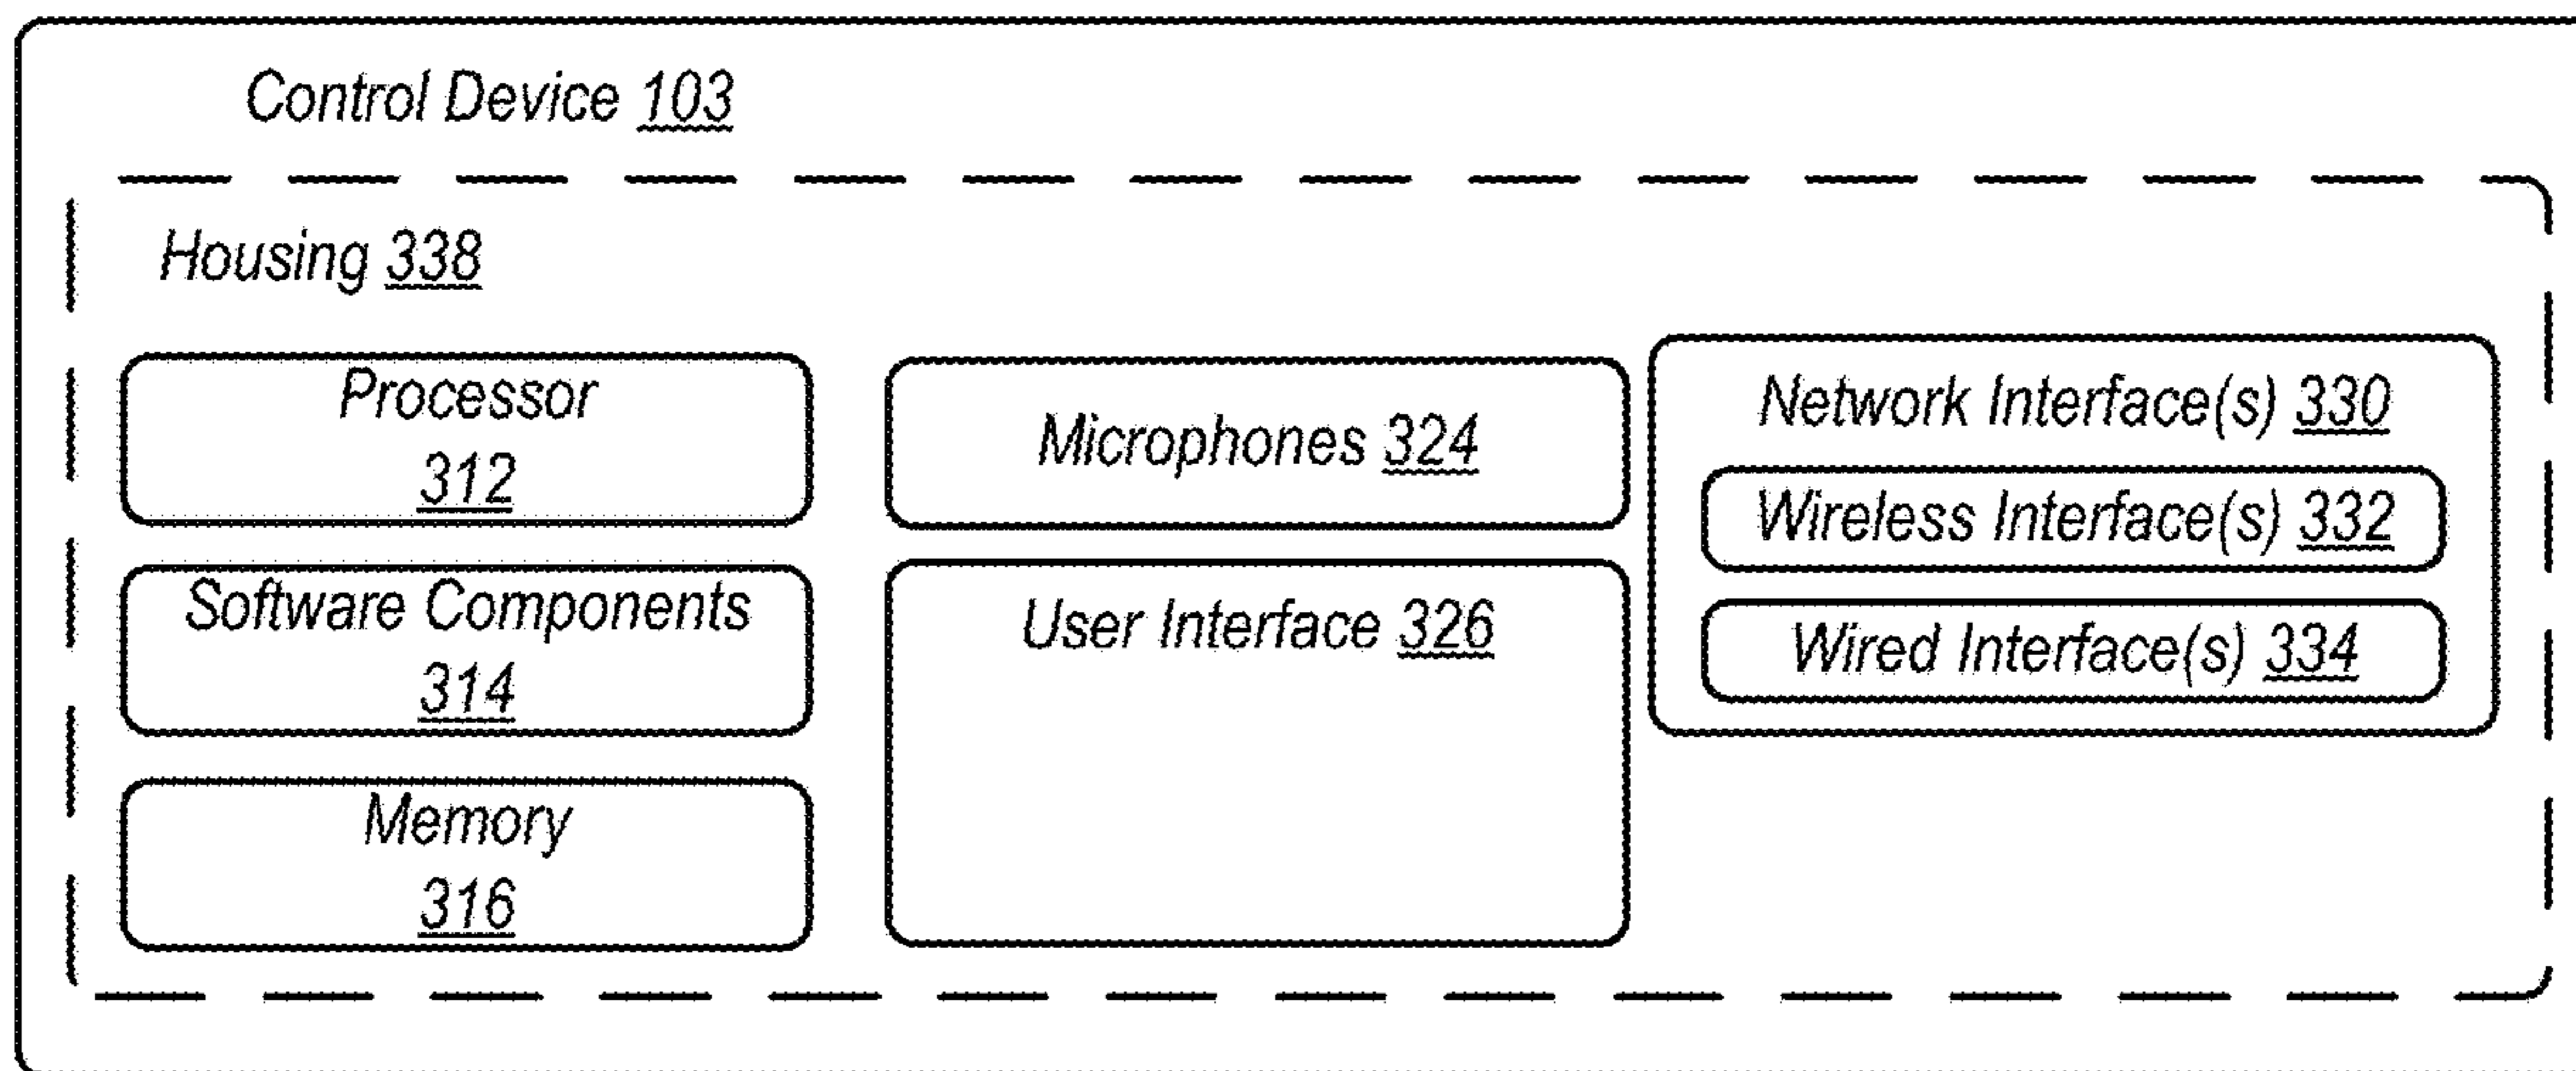 Control Device 103
Housing 338
Processor
312
Software Components
314
Memory
316
Microphones 324
User Interface 326
Network Interface(s) 330
Wireless Interface(s) 332
Wired Interface(s) 334